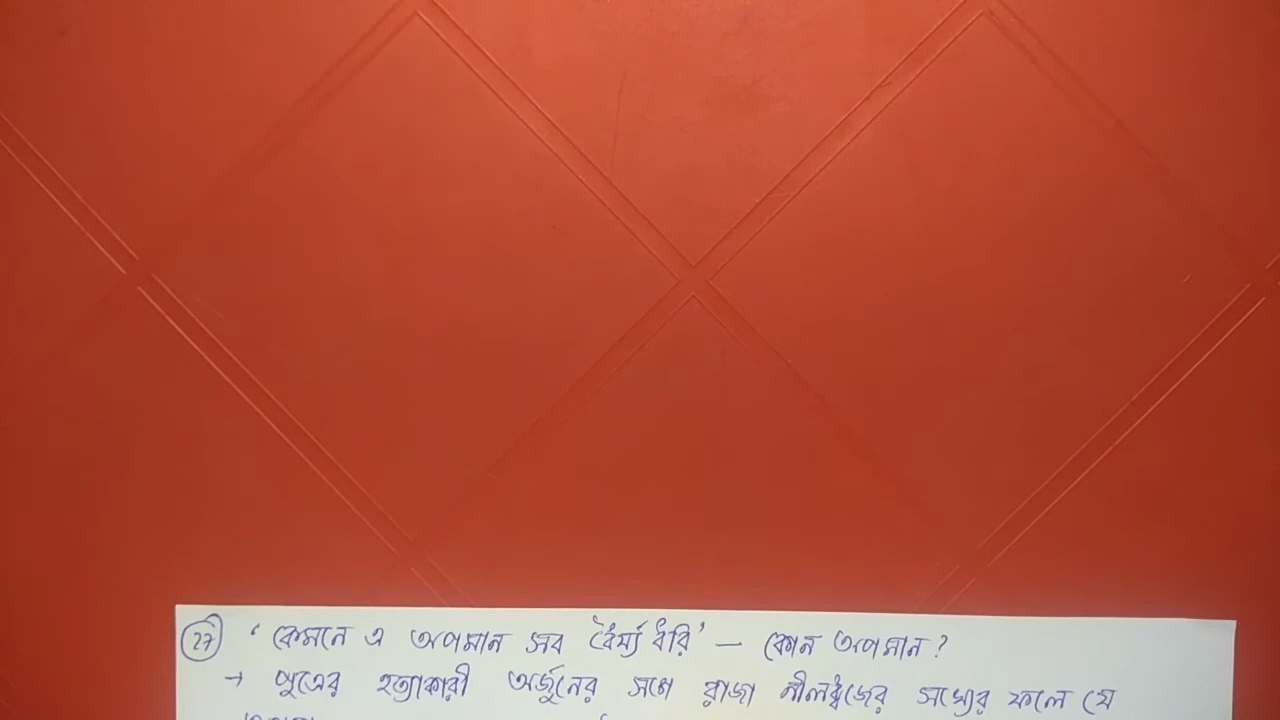 (27) ‘কেমনে এ অপমান সব ধৈর্য্য ধরি’ — কোন অপমান?
→ পুত্রের হত্যাকারী অর্জুনের সঙ্গে রাজা নীলধ্বজের সখ্যের ফলে যে